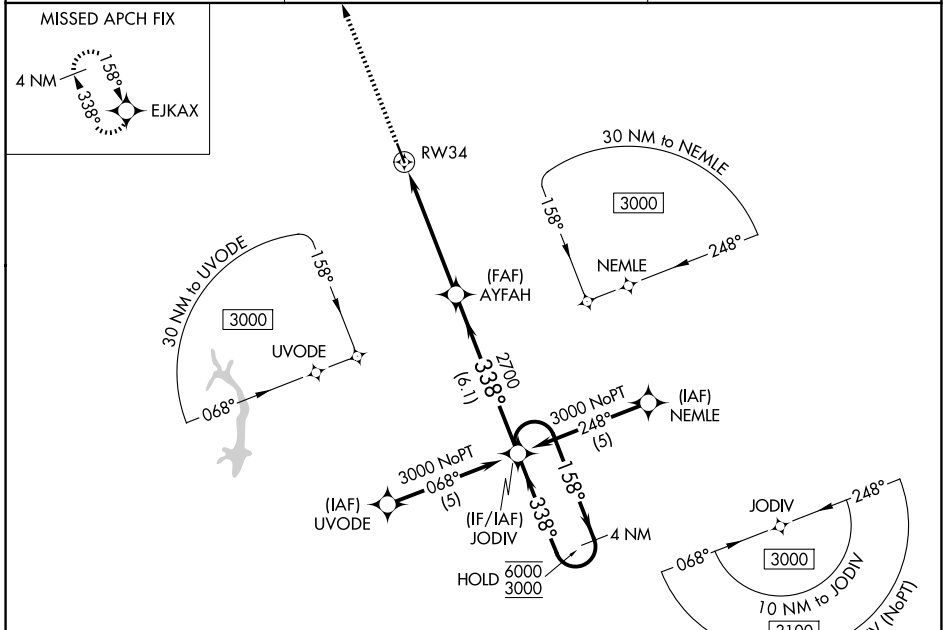 MISSED APCH FIX
4 NM
158°
338°
EJKAX
RW34
30 NM to NEMLE
3000
158°
248°
NEMLE
(FAF)
AYFAH
30 NM to UVODE
158°
3000
UVODE
068°
2700
338°
(6.1)
3000 NoPT
248°
(5)
(IAF)
NEMLE
3000 NoPT
068°
(5)
(IAF)
UVODE
(IF/IAF)
JODIV
158°
338°
4 NM
HOLD
6000
3000
JODIV
248°
068°
3000
10 NM to JODIV
3100
(NoPT)